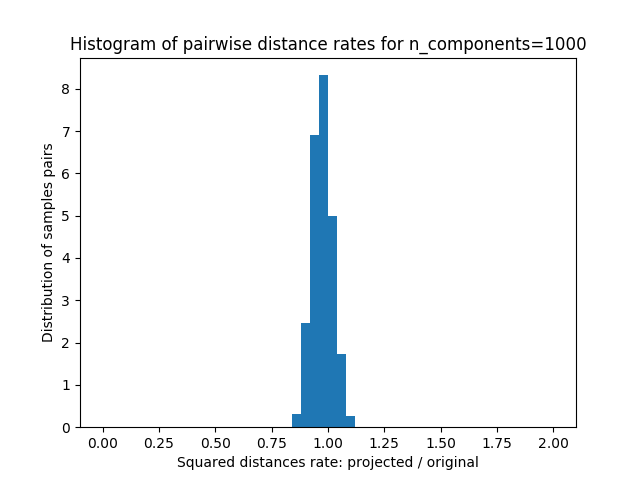 Histogram of pairwise distance rates for n_components=1000
Distribution of samples pairs
8
7
6
5
4
3
2
1
0
0.00 0.25 0.50 0.75 1.00 1.25 1.50 1.75 2.00
Squared distances rate: projected / original